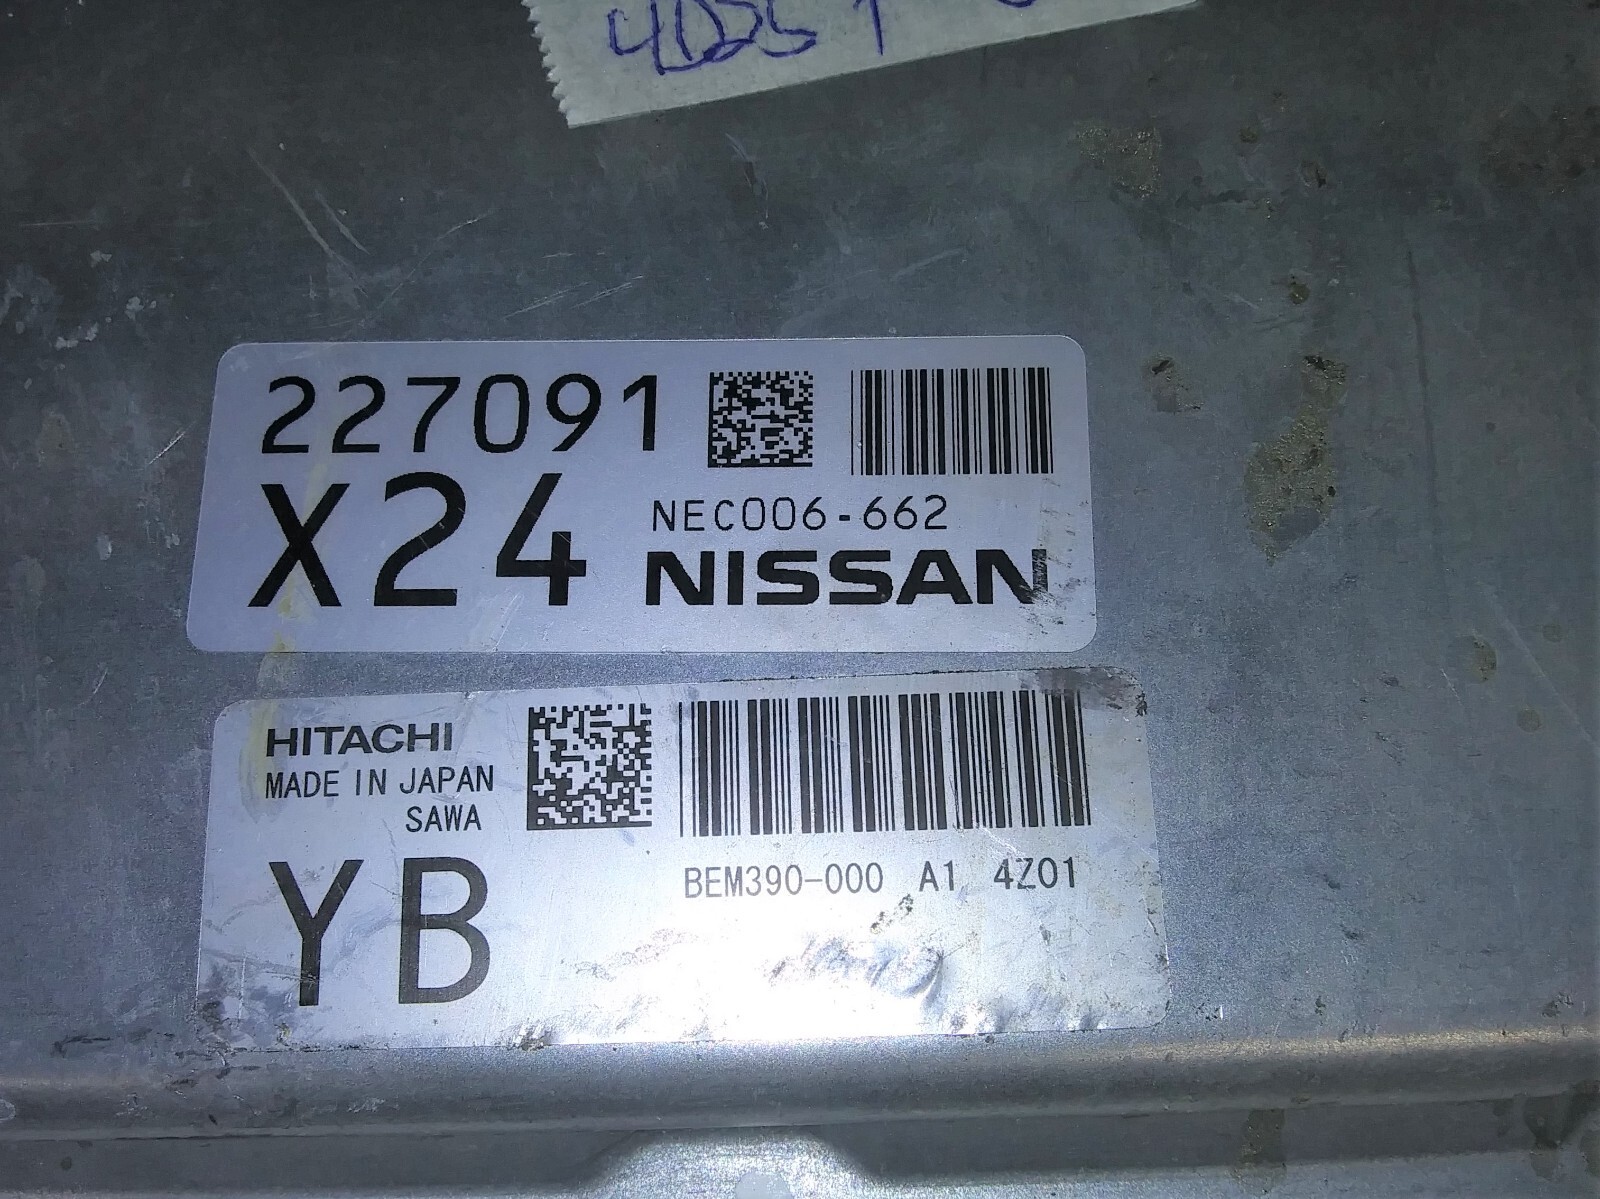 227091
X24 NEC006-662
NISSAN
HITACHI
MADE IN JAPAN
SAWA
YB BEM390-000 A1 4Z01